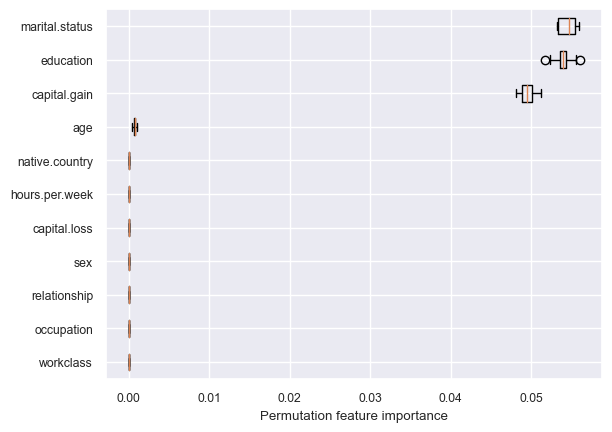 marital.status
education
capital.gain
age
native.country
hours.per.week
capital.loss
sex
relationship
occupation
workclass
0.00 0.01 0.02 0.03 0.04 0.05
Permutation feature importance